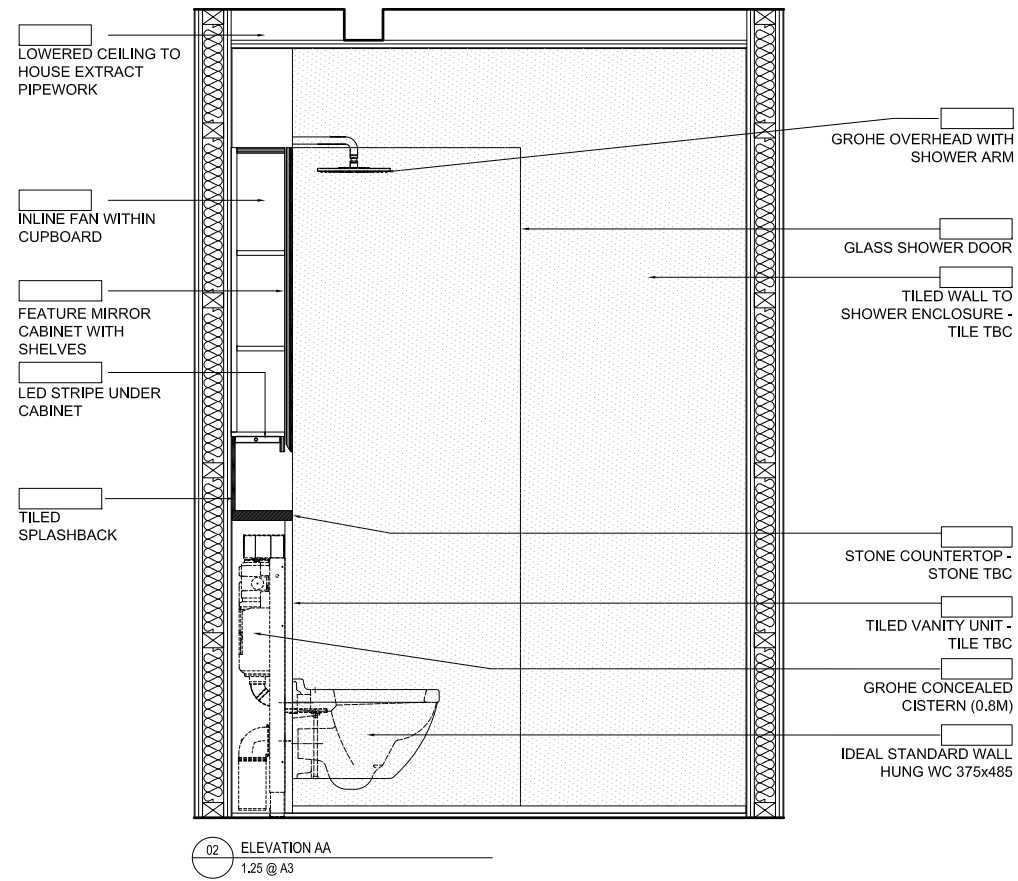 LOWERED CEILING TO
HOUSE EXTRACT
PIPEWORK
INLINE FAN WITHIN
CUPBOARD
FEATURE MIRROR
CABINET WITH
SHELVES
LED STRIPE UNDER
CABINET
TILED
SPLASHBACK
GROHE OVERHEAD WITH
SHOWER ARM
GLASS SHOWER DOOR
TILED WALL TO
SHOWER ENCLOSURE -
TILE TBC
STONE COUNTERTOP -
STONE TBC
TILED VANITY UNIT -
TILE TBC
GROHE CONCEALED
CISTERN (0.8M)
IDEAL STANDARD WALL
HUNG WC 375x485
02 ELEVATION AA
1.25 @ A3